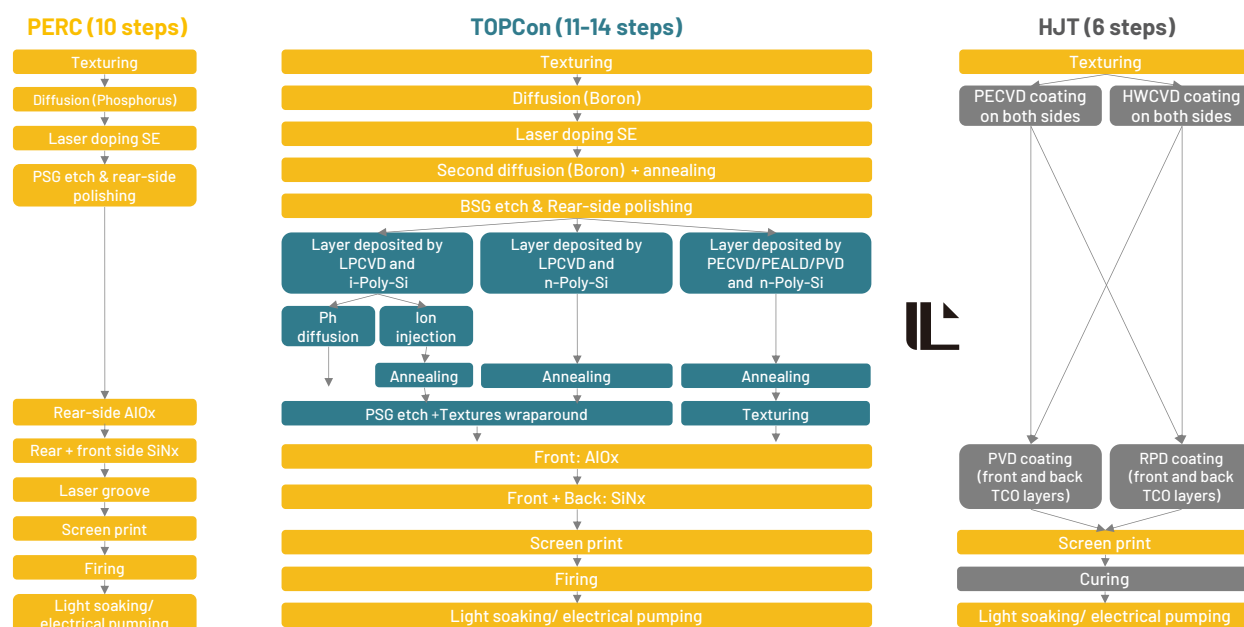 PERC (10 steps)
Texturing
Diffusion (Phosphorus)
Laser doping SE
PSG etch & rear-side
polishing
Rear-side AlOx
Rear + front side SiNx
Laser groove
Screen print
Firing
Light soaking/
electrical pumping
TOPCon (11-14 steps)
Texturing
Diffusion (Boron)
Laser doping SE
Second diffusion (Boron) + annealing
BSG etch & Rear-side polishing
Layer deposited by
LPCVD and
i-Poly-Si
Layer deposited by
LPCVD and
n-Poly-Si
Layer deposited by
PECVD/PEALD/PVD
and n-Poly-Si
Ph
diffusion
Ion
injection
Annealing
Annealing
Annealing
PSG etch +Textures wraparound
Texturing
Front: AlOx
Front + Back: SiNx
Screen print
Firing
Light soaking/ electrical pumping
HJT (6 steps)
Texturing
PECVD coating
on both sides
HWCVD coating
on both sides
PVD coating
(front and back
TCO layers)
RPD coating
(front and back
TCO layers)
Screen print
Curing
Light soaking/ electrical pumping